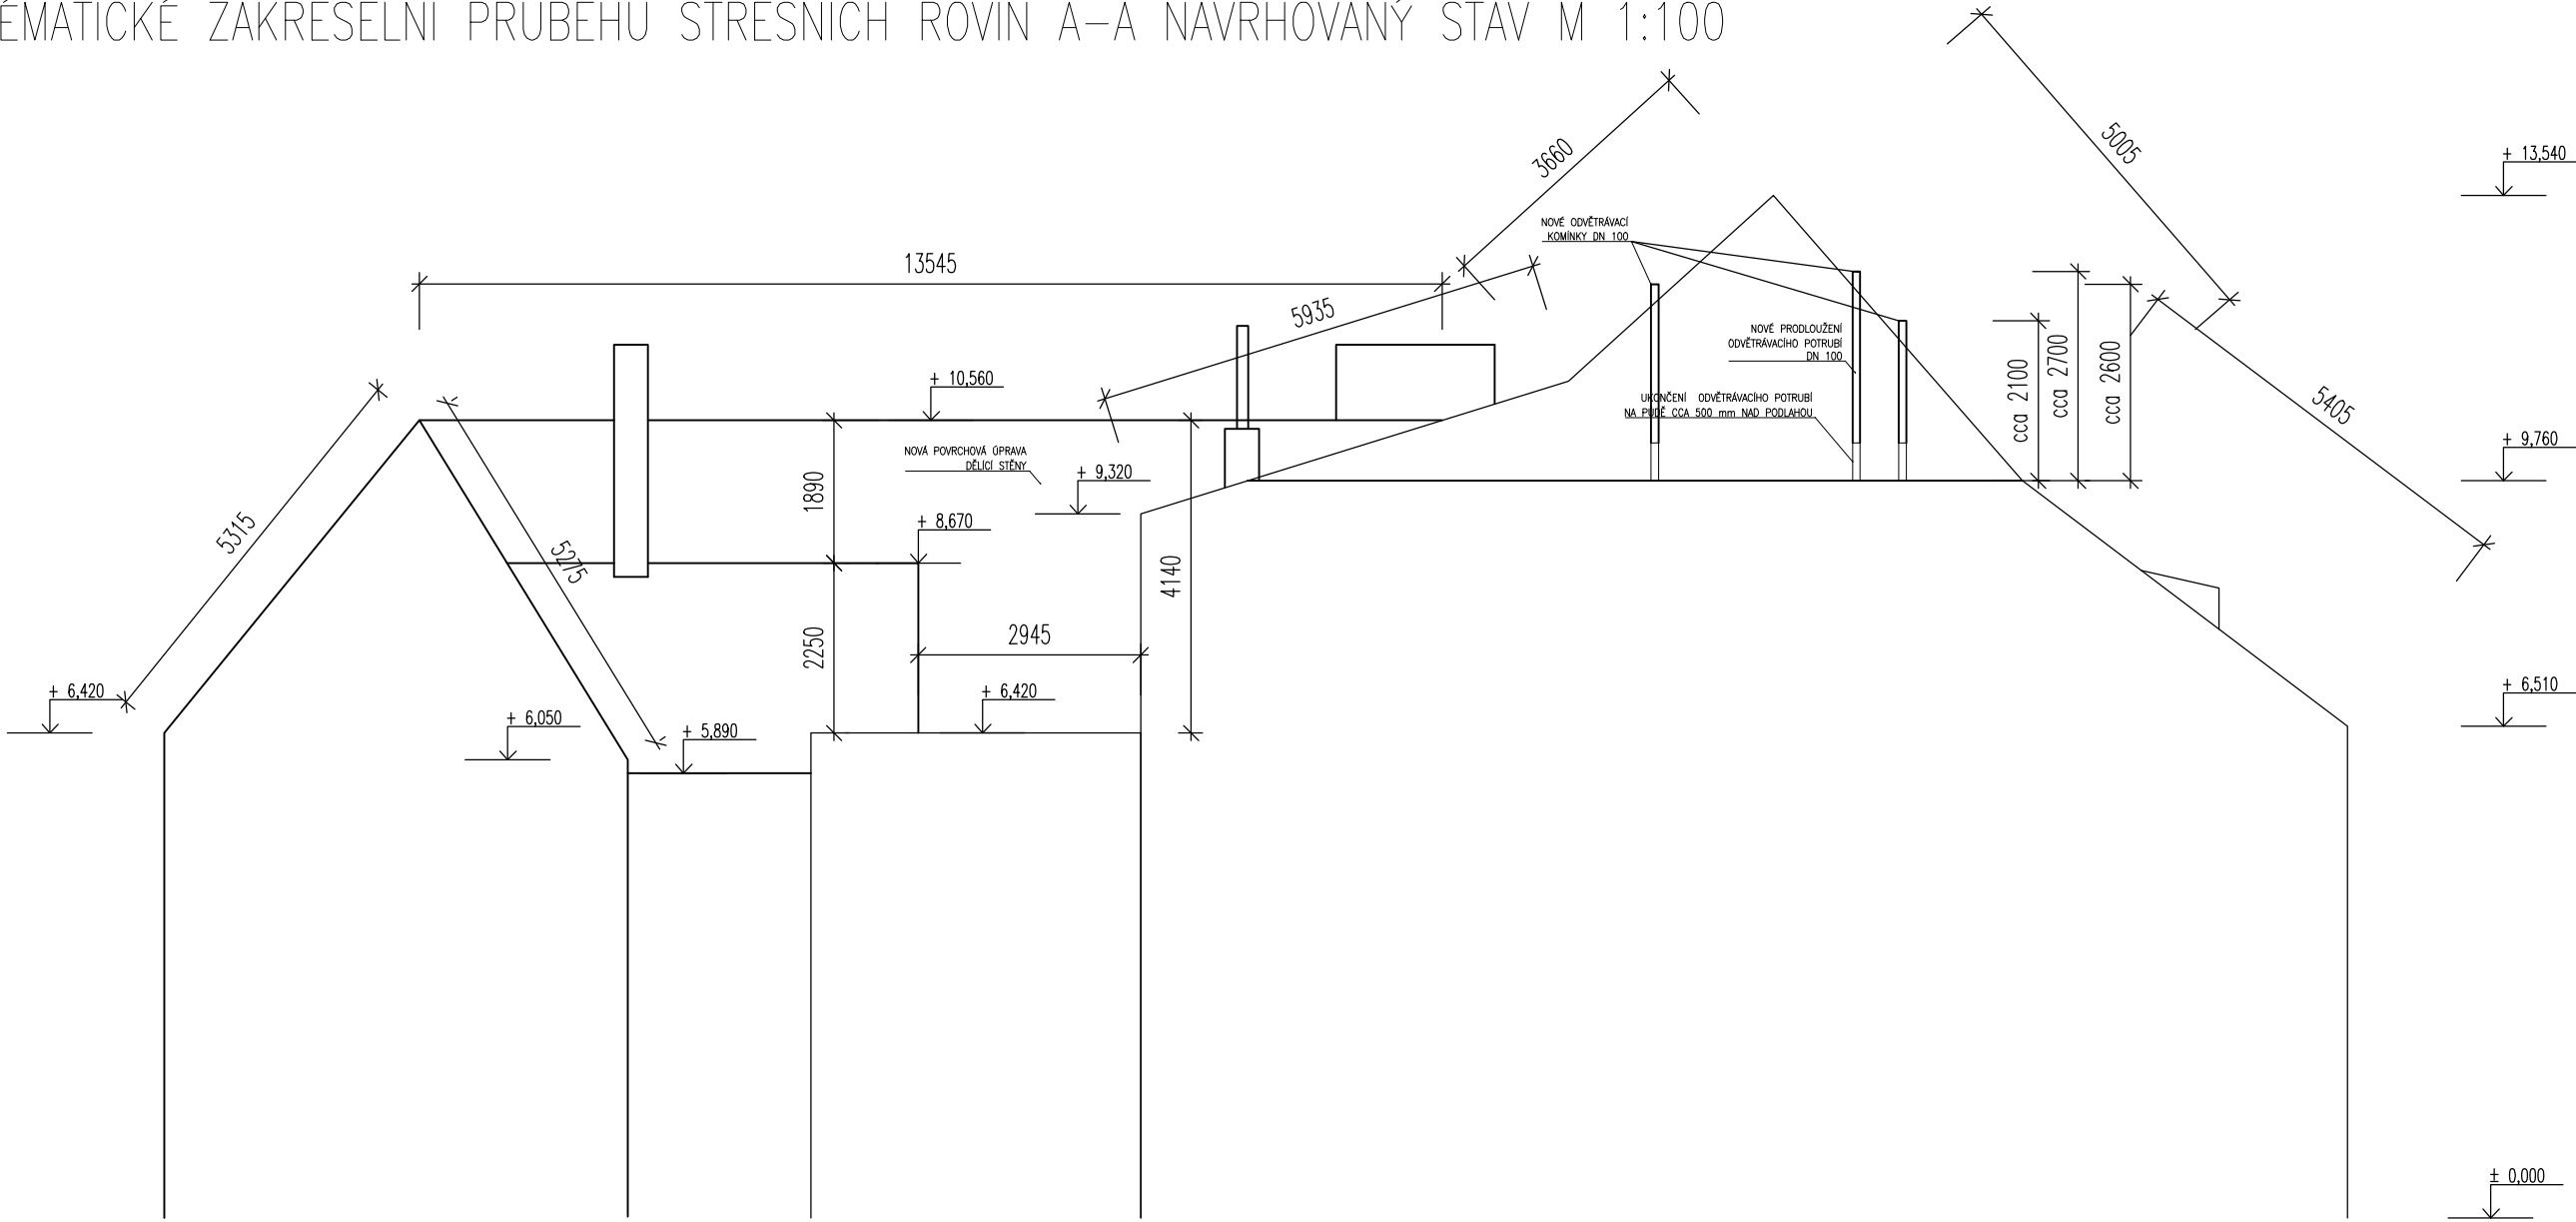 ÉMATICKÉ ZAKRESELNI PRUBEHU STRESNICH ROVIN A-A NAVRHOVANÝ STAV M 1:100
5005
+ 13,540
3660
NOVÉ ODVĚTRÁVACÍ
KOMÍNKY DN 100
13545
5935
NOVÉ PRODLOUŽENÍ
ODVĚTRÁVACÍHO POTRUBÍ
DN 100
cca 2100
cca 2700
cca 2600
+ 10,560
UKONČENÍ ODVĚTRÁVACÍHO POTRUBÍ
NA PŮDĚ CCA 500 mm NAD PODLAHOU
5405
+ 9,760
NOVÁ POVRCHOVÁ ÚPRAVA
DĚLÍCÍ STĚNY
+ 9,320
1890
5315
5275
+ 8,670
4140
2250
2945
+ 6,420
+ 6,420
+ 6,510
+ 6,050
+ 5,890
± 0,000